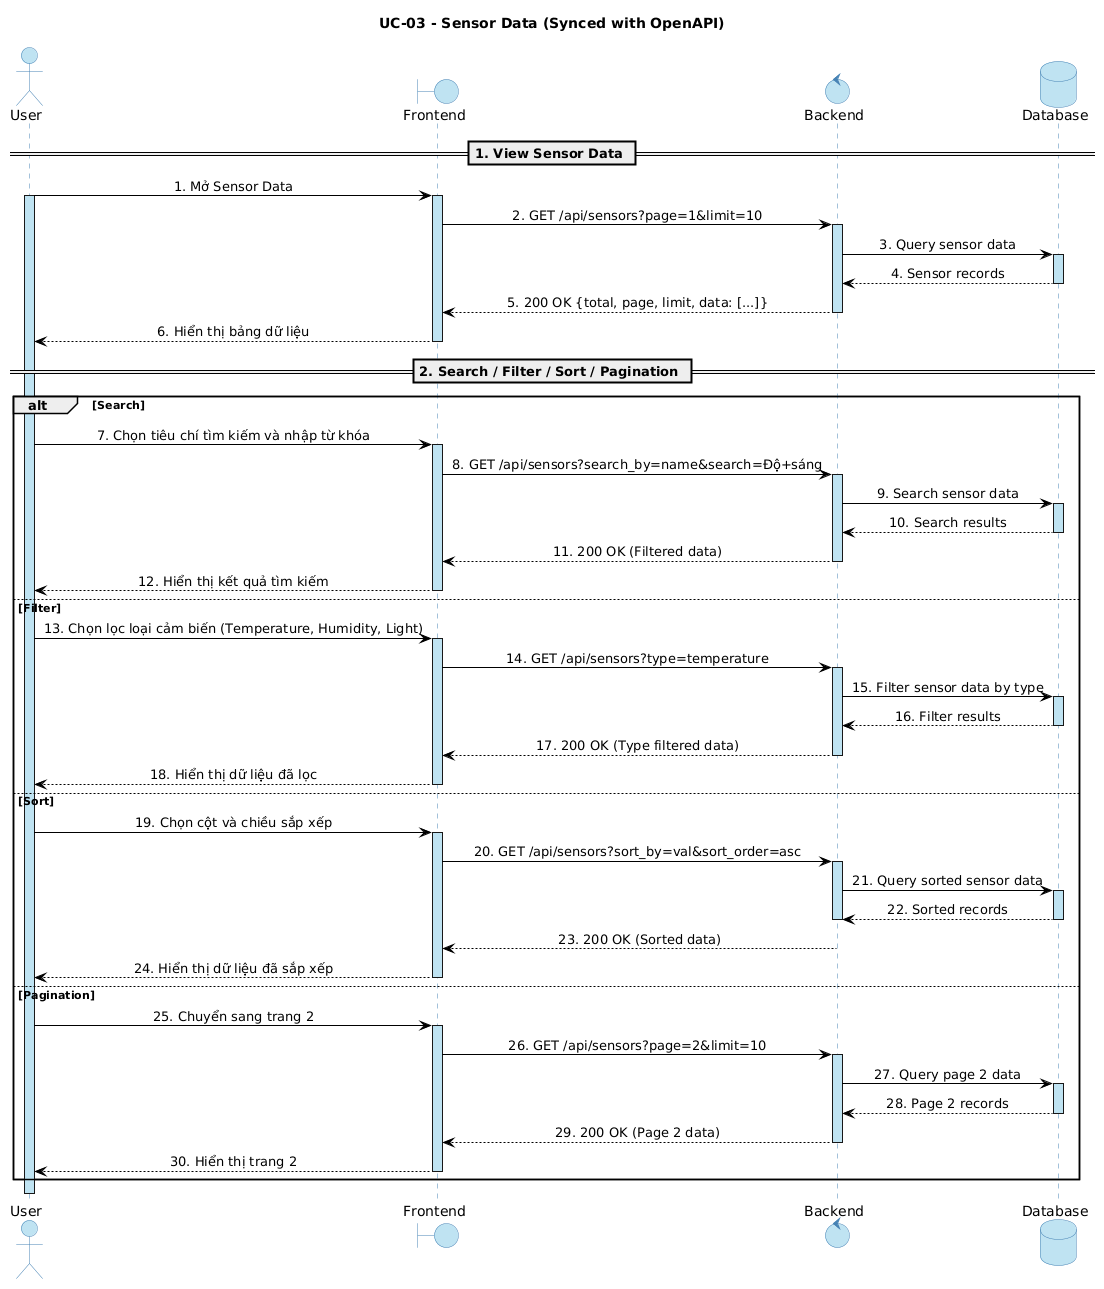 UC-03 - Sensor Data (Synced with OpenAPI)
User
Frontend
Backend
Database
1. View Sensor Data
1. Mở Sensor Data
2. GET /api/sensors?page=1&limit=10
3. Query sensor data
4. Sensor records
5. 200 OK {total, page, limit, data: [...]}
6. Hiển thị bảng dữ liệu
2. Search / Filter / Sort / Pagination
alt [Search]
7. Chọn tiêu chí tìm kiếm và nhập từ khóa
8. GET /api/sensors?search_by=name&search=Độ+sáng
9. Search sensor data
10. Search results
11. 200 OK (Filtered data)
12. Hiển thị kết quả tìm kiếm
[Filter]
13. Chọn lọc loại cảm biến (Temperature, Humidity, Light)
14. GET /api/sensors?type=temperature
15. Filter sensor data by type
16. Filter results
17. 200 OK (Type filtered data)
18. Hiển thị dữ liệu đã lọc
[Sort]
19. Chọn cột và chiều sắp xếp
20. GET /api/sensors?sort_by=val&sort_order=asc
21. Query sorted sensor data
22. Sorted records
23. 200 OK (Sorted data)
24. Hiển thị dữ liệu đã sắp xếp
[Pagination]
25. Chuyển sang trang 2
26. GET /api/sensors?page=2&limit=10
27. Query page 2 data
28. Page 2 records
29. 200 OK (Page 2 data)
30. Hiển thị trang 2
User
Frontend
Backend
Database